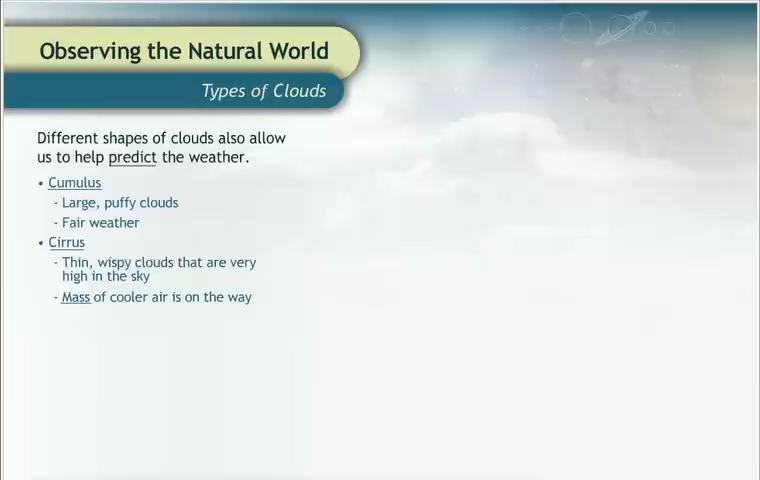 Observing the Natural World
Types of Clouds
Different shapes of clouds also allow
us to help predict the weather.
• Cumulus
- Large, puffy clouds
- Fair weather
• Cirrus
- Thin, wispy clouds that are very
high in the sky
- Mass of cooler air is on the way